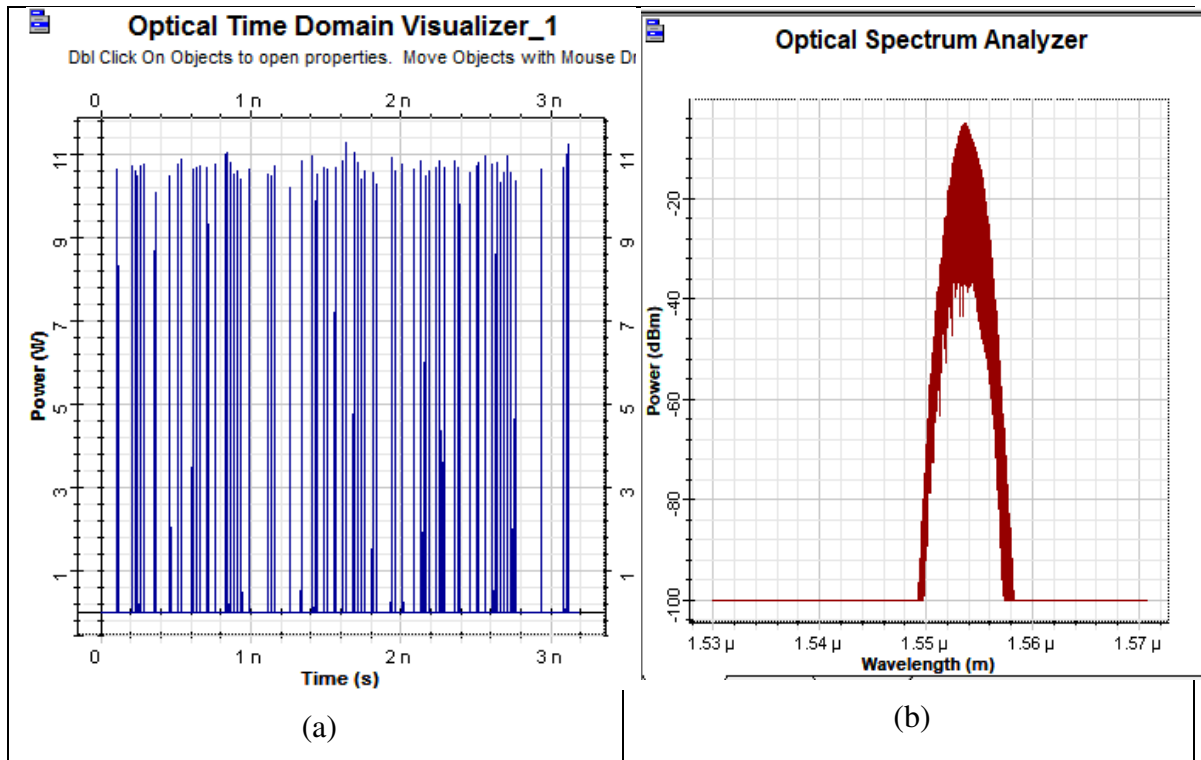 Optical Time Domain Visualizer_1
Dbl Click On Objects to open properties. Move Objects with Mouse Dr
0 1 n 2 n 3 n
Power (W)
11 9 7 5 3 1
11 9 7 5 3 1
0 1 n 2 n 3 n
Time (s)
(a)
Optical Spectrum Analyzer
Power (dBm)
-20 -40 -60 -80 -100
1.53 µ 1.54 µ 1.55 µ 1.56 µ 1.57 µ
Wavelength (m)
(b)